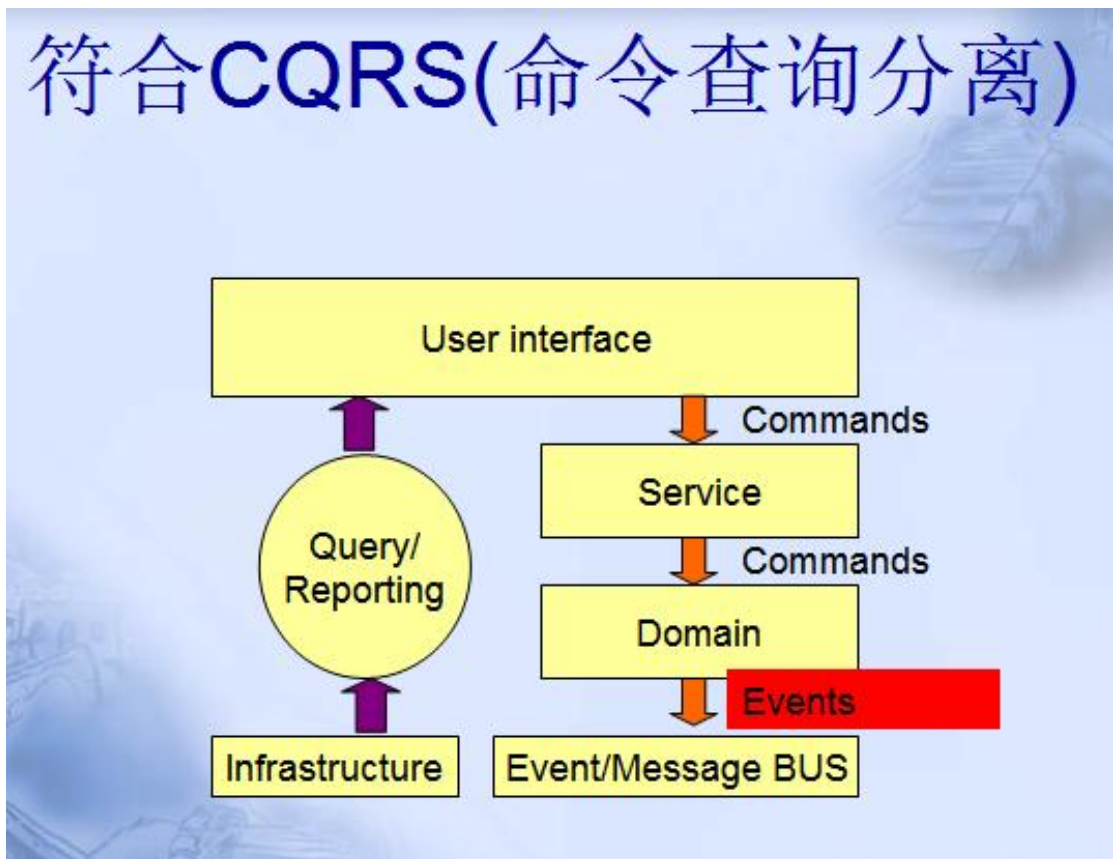 符合CQRS(命令查询分离)
User interface
Commands
Service
Query/
Reporting
Commands
Domain
Events
Infrastructure
Event/Message BUS